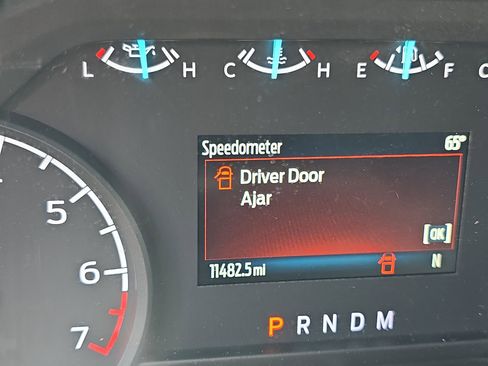 L H C H E F
Speedometer 65°
Driver Door
Ajar
[OK]
11482.5 mi N
5
6
7
P R N D M